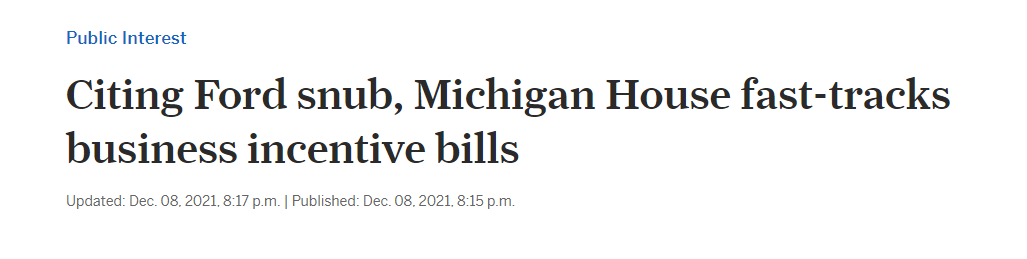 Public Interest
Citing Ford snub, Michigan House fast-tracks
business incentive bills
Updated: Dec. 08, 2021, 8:17 p.m. | Published: Dec. 08, 2021, 8:15 p.m.